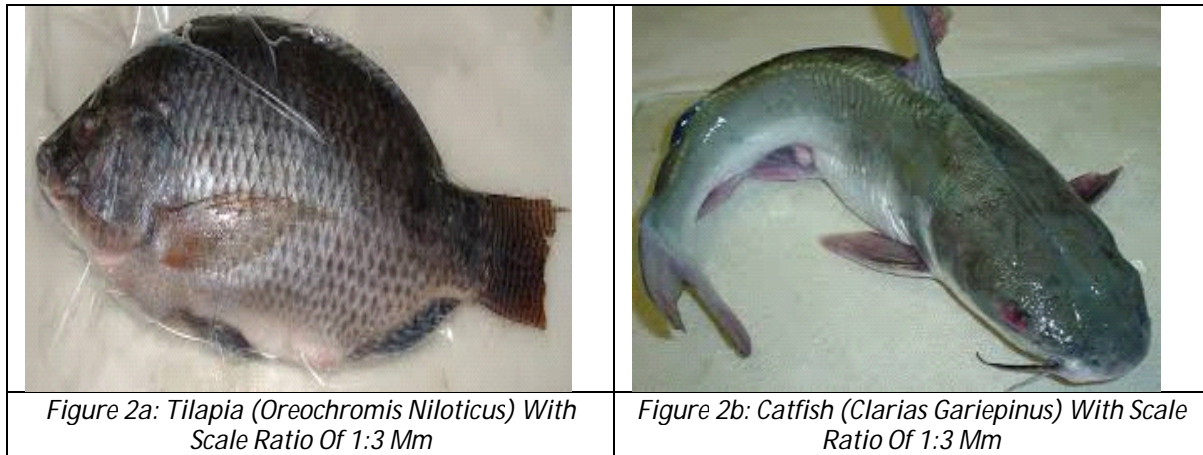 Figure 2a: Tilapia (Oreochromis Niloticus) With
Scale Ratio Of 1:3 Mm
Figure 2b: Catfish (Clarias Gariepinus) With Scale
Ratio Of 1:3 Mm